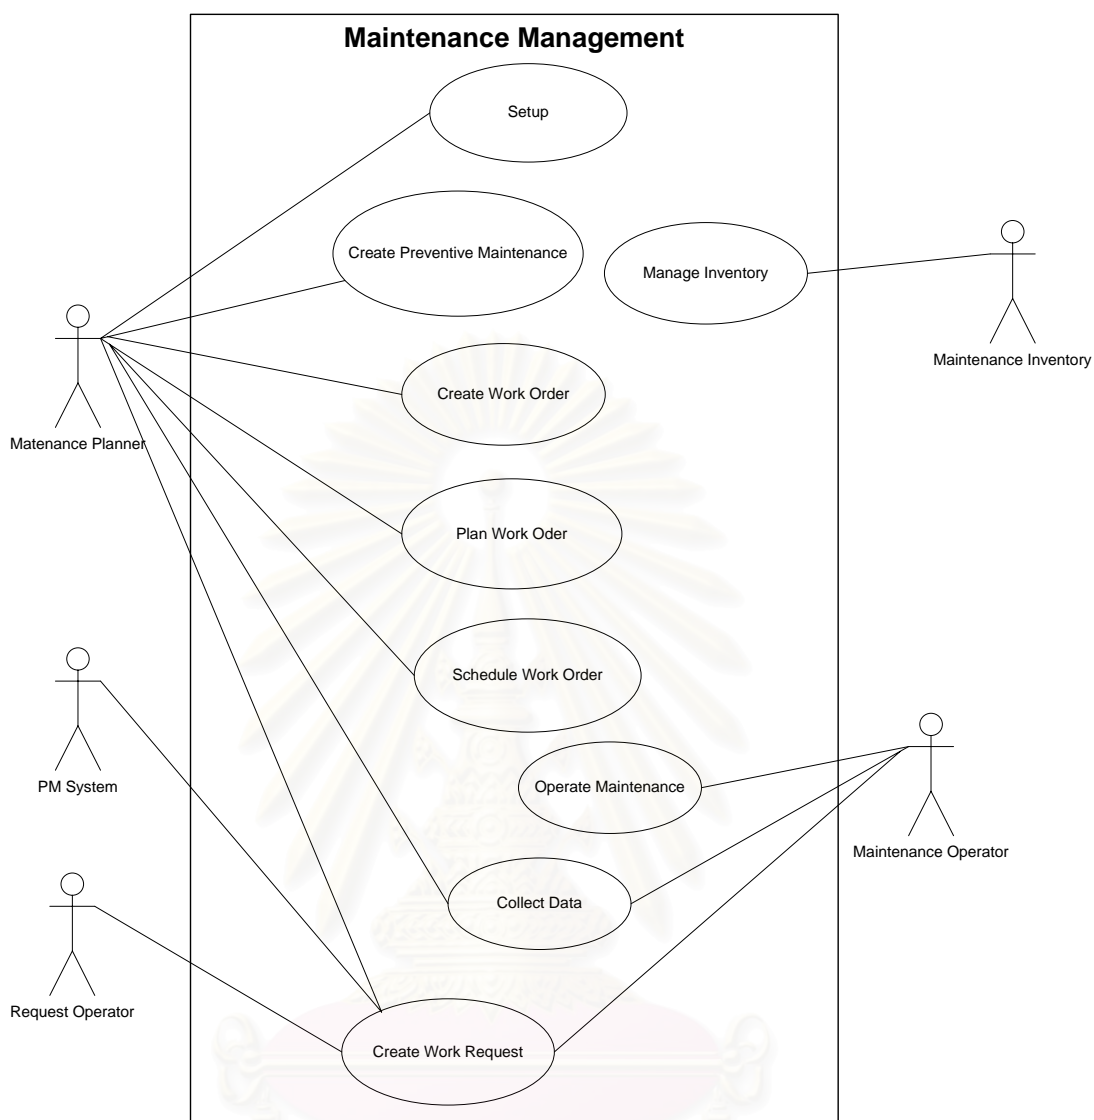 Maintenance Management
Setup
Create Preventive Maintenance
Manage Inventory
Maintenance Inventory
Create Work Order
Matenance Planner
Plan Work Oder
Schedule Work Order
PM System
Operate Maintenance
Maintenance Operator
Collect Data
Request Operator
Create Work Request